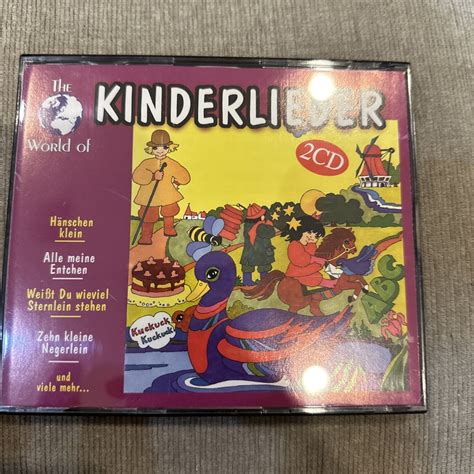 The
World of
KINDERLIEDER
2CD
Hänschen
klein
Alle meine
Entchen
Weißt Du wieviel
Sternlein stehen
Zehn kleine
Negerlein
und
viele mehr...
Kuckuck
Kuckuck
ABC